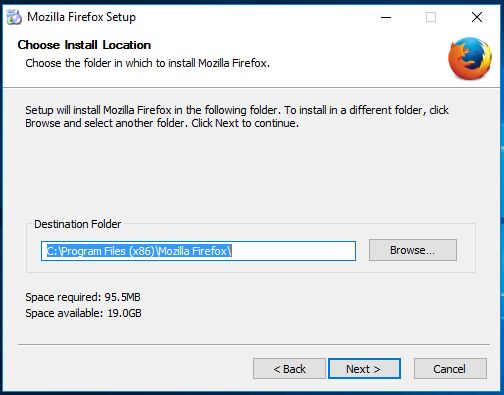 Mozilla Firefox Setup
Choose Install Location
Choose the folder in which to install Mozilla Firefox.
Setup will install Mozilla Firefox in the following folder. To install in a different folder, click
Browse and select another folder. Click Next to continue.
Destination Folder
C:\Program Files (x86)\Mozilla Firefox\
Browse...
Space required: 95.5MB
Space available: 19.0GB
< Back
Next >
Cancel